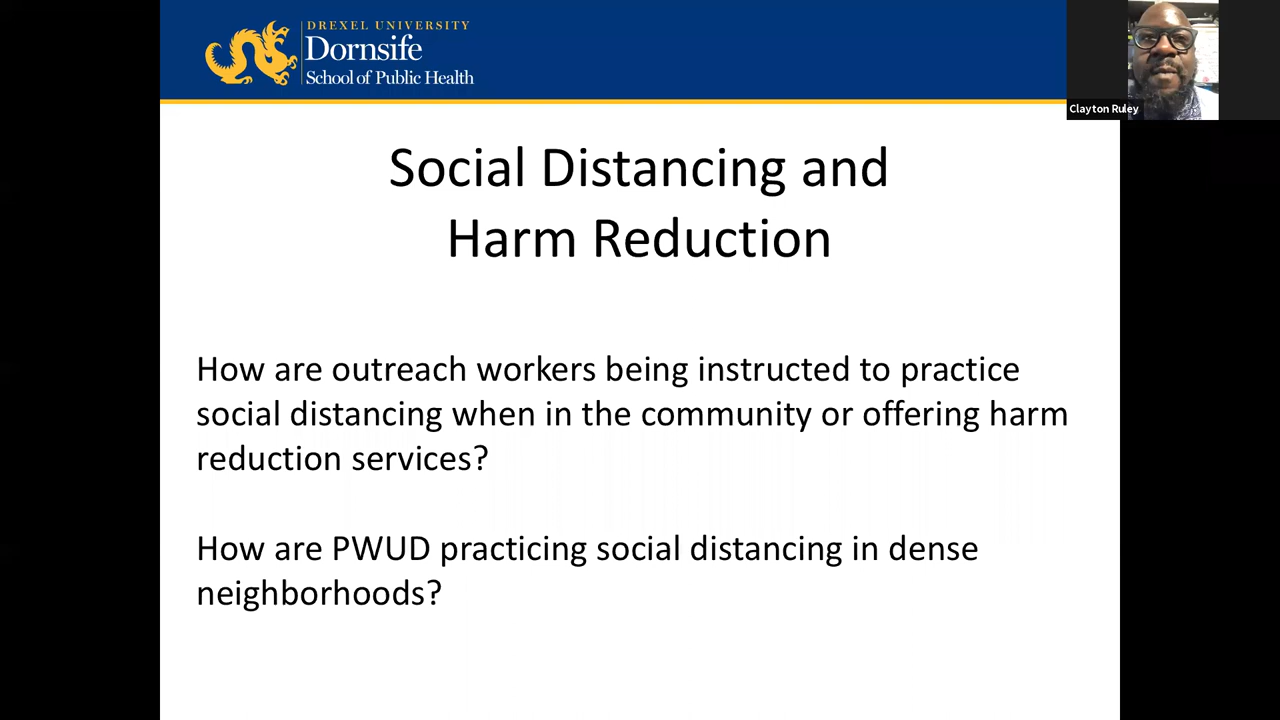 DREXEL UNIVERSITY
Dornsife
School of Public Health
Clayton Ruley
Social Distancing and
Harm Reduction
How are outreach workers being instructed to practice
social distancing when in the community or offering harm
reduction services?
How are PWUD practicing social distancing in dense
neighborhoods?